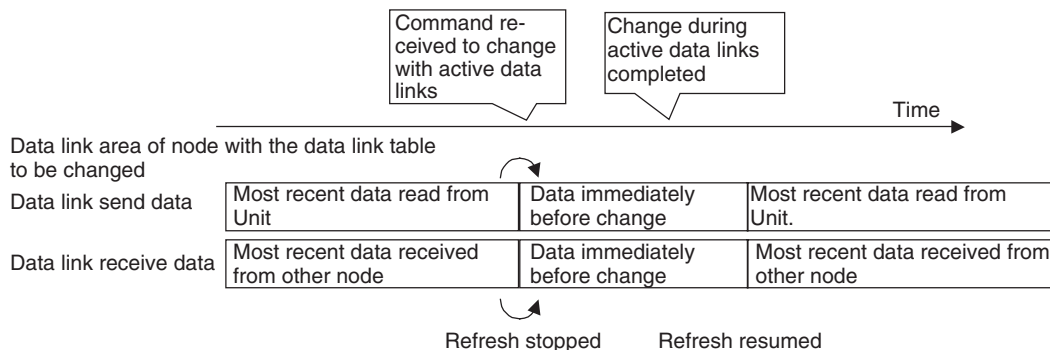 Command re-
ceived to change
with active data
links
Change during
active data links
completed
Time
Data link area of node with the data link table
to be changed
Data link send data
Most recent data read from
Unit
Data immediately
before change
Most recent data read from
Unit.
Data link receive data
Most recent data received
from other node
Data immediately
before change
Most recent data received from
other node
Refresh stopped
Refresh resumed